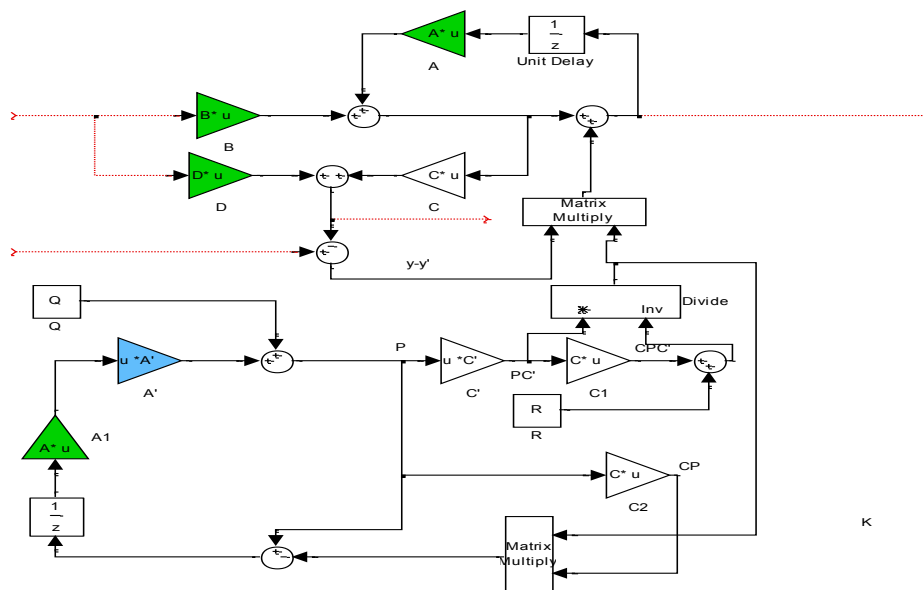 A* u
1
z
A
Unit Delay
B* u
B
+ +
+ +
D* u
D
+ +
C* u
C
Matrix
Multiply
+ -
y-y'
Q
Q
* Inv
Divide
u *A'
A'
+ +
P
u *C'
C'
PC'
C* u
C1
CPC'
+ +
R
R
A* u
A1
C* u
C2
CP
1
z
K
+ -
Matrix
Multiply